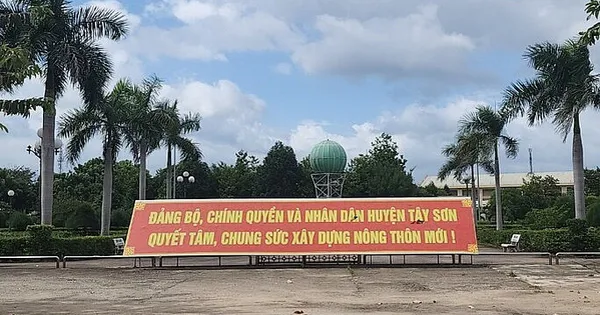 ĐẢNG BỘ, CHÍNH QUYỀN VÀ NHÂN DÂN HUYỆN TÂY SƠN
QUYẾT TÂM, CHUNG SỨC XÂY DỰNG NÔNG THÔN MỚI !